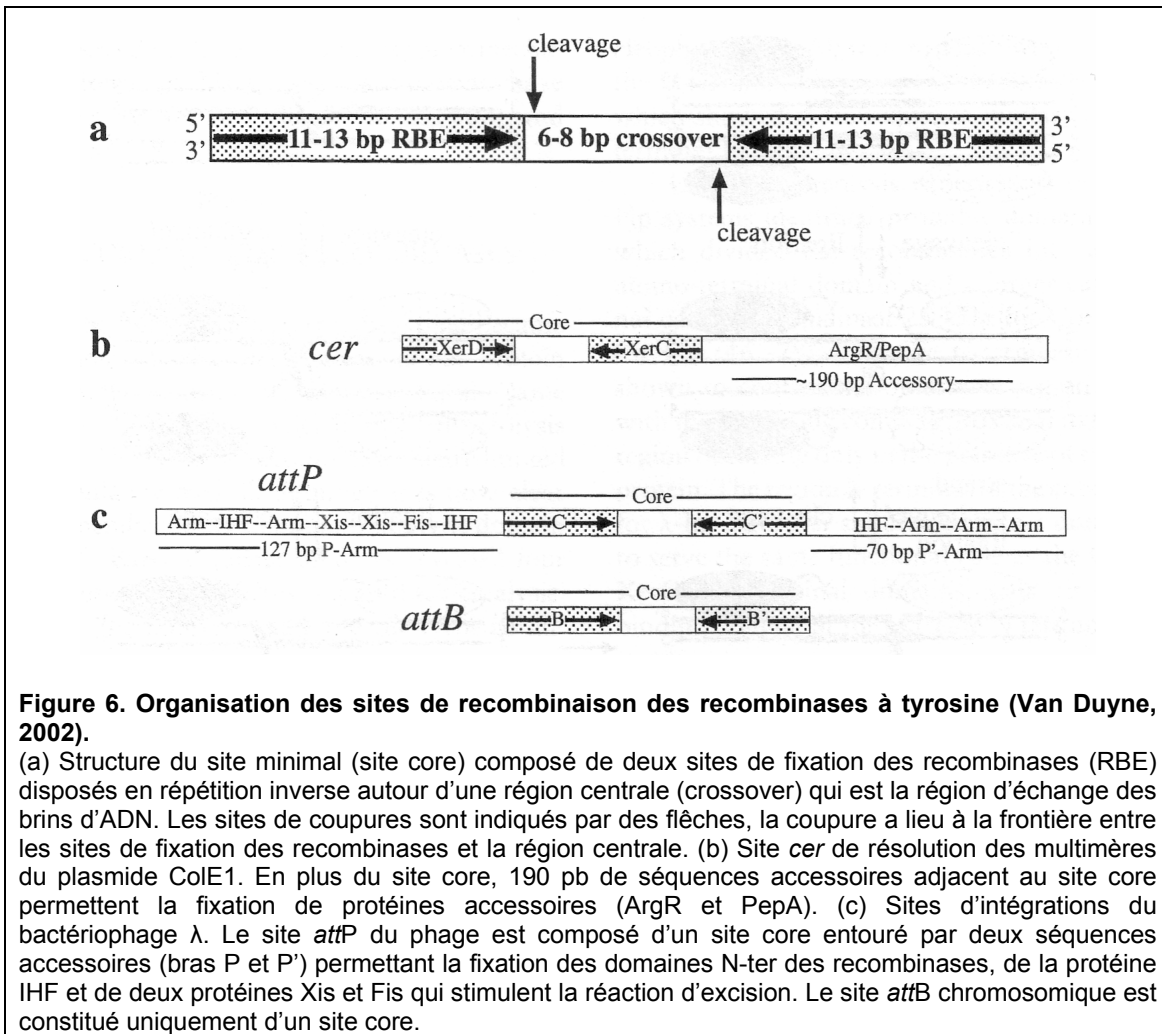 cleavage
a
5'
3'
11-13 bp RBE
6-8 bp crossover
11-13 bp RBE
3'
5'
cleavage
b
cer
Core
XerD
XerC
ArgR/PepA
~190 bp Accessory
attP
c
Core
Arm--IHF--Arm--Xis--Xis--Fis--IHF
C
C'
IHF--Arm--Arm--Arm
127 bp P-Arm
70 bp P'-Arm
attB
Core
B
B'
Figure 6. Organisation des sites de recombinaison des recombinases à tyrosine (Van Duyne,
2002).
(a) Structure du site minimal (site core) composé de deux sites de fixation des recombinases (RBE)
disposés en répétition inverse autour d'une région centrale (crossover) qui est la région d'échange des
brins d'ADN. Les sites de coupures sont indiqués par des flêches, la coupure a lieu à la frontière entre
les sites de fixation des recombinases et la région centrale. (b) Site cer de résolution des multimères
du plasmide ColE1. En plus du site core, 190 pb de séquences accessoires adjacent au site core
permettent la fixation de protéines accessoires (ArgR et PepA). (c) Sites d'intégrations du
bactériophage λ. Le site attP du phage est composé d'un site core entouré par deux séquences
accessoires (bras P et P') permettant la fixation des domaines N-ter des recombinases, de la protéine
IHF et de deux protéines Xis et Fis qui stimulent la réaction d'excision. Le site attB chromosomique est
constitué uniquement d'un site core.